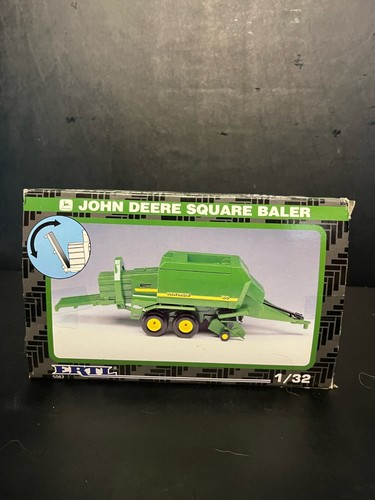 JOHN DEERE SQUARE BALER
ERTL
1/32